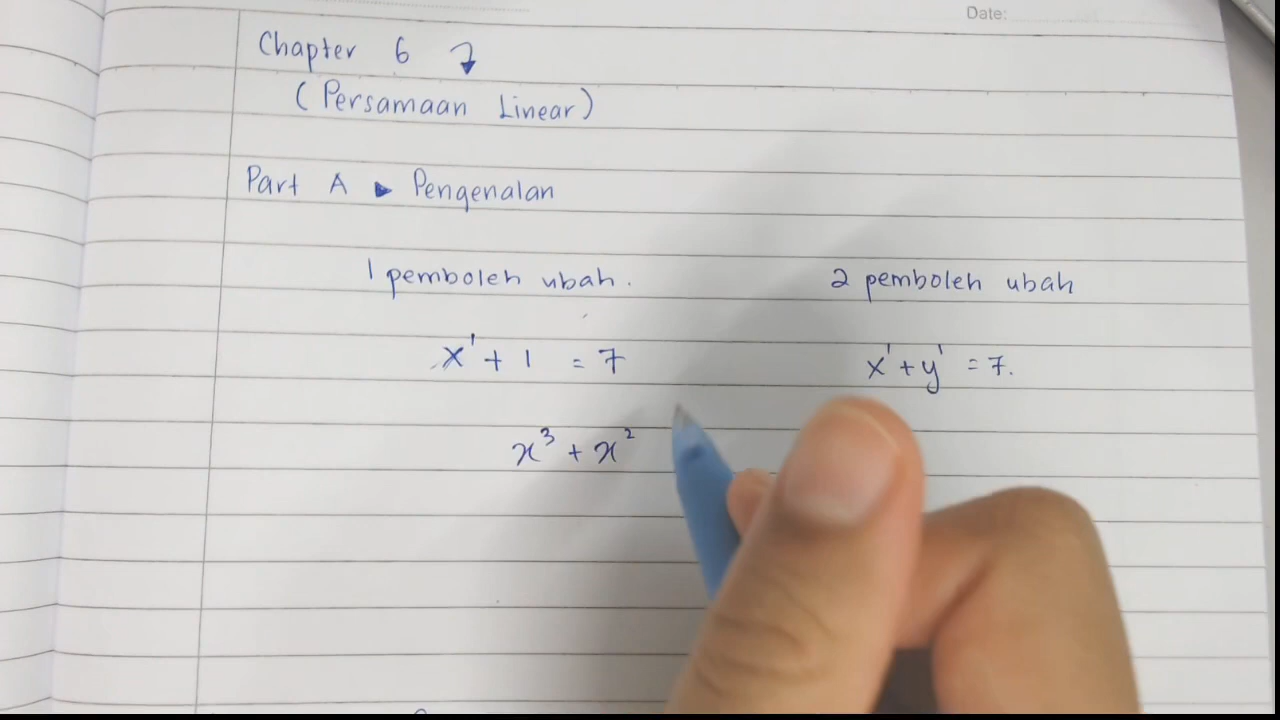 Date:
Chapter 6
(Persamaan Linear)
Part A ▶ Pengenalan
1 pemboleh ubah.
2 pemboleh ubah
x¹ + 1 = 7
x¹ + y¹ = 7.
x³ + x²